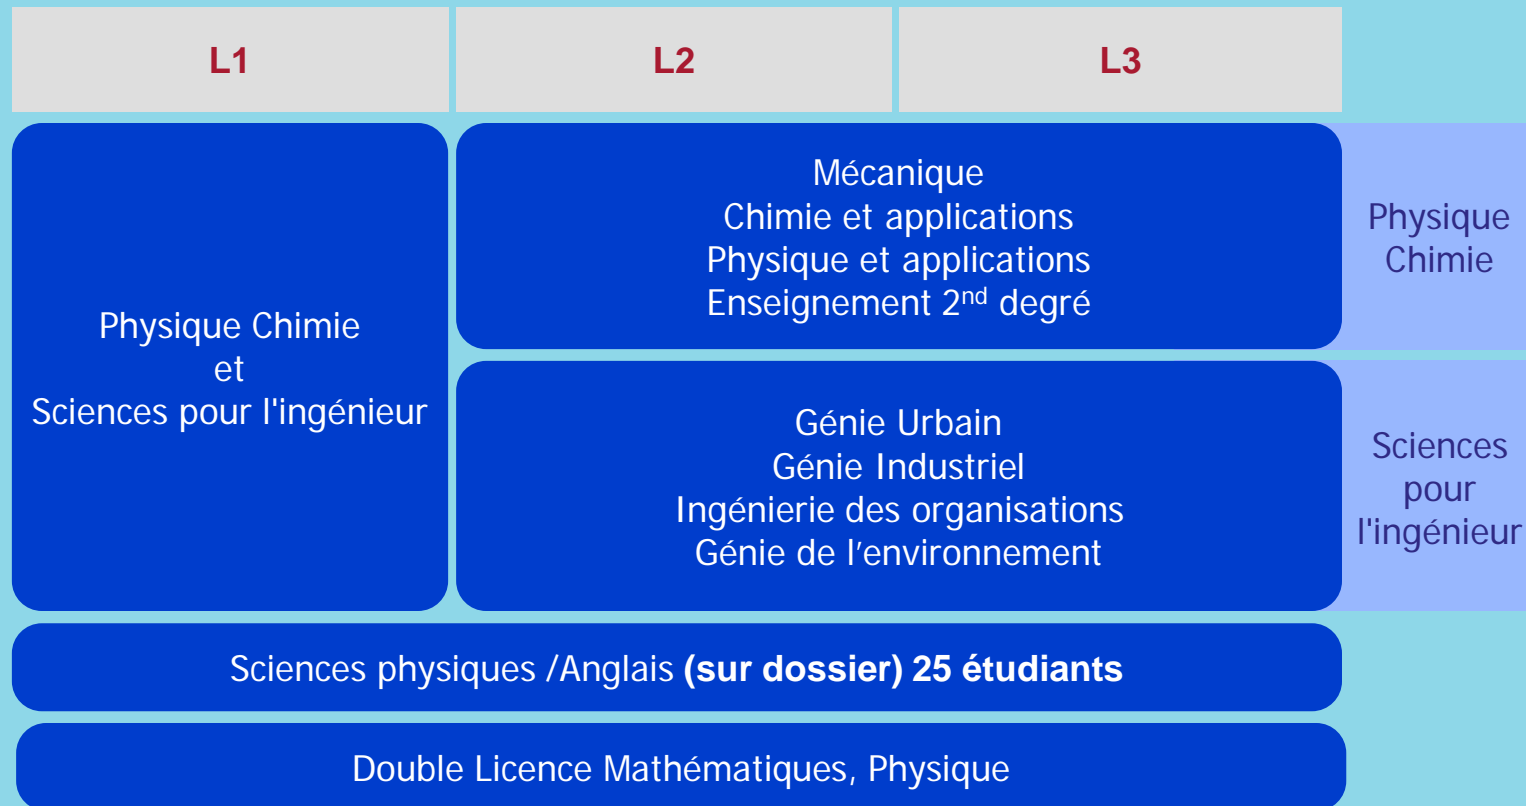 L1
L2
L3
Physique Chimie
et
Sciences pour l'ingénieur
Mécanique
Chimie et applications
Physique et applications
Enseignement 2nd degré
Physique
Chimie
Génie Urbain
Génie Industriel
Ingénierie des organisations
Génie de l’environnement
Sciences
pour
l'ingénieur
Sciences physiques /Anglais (sur dossier) 25 étudiants
Double Licence Mathématiques, Physique